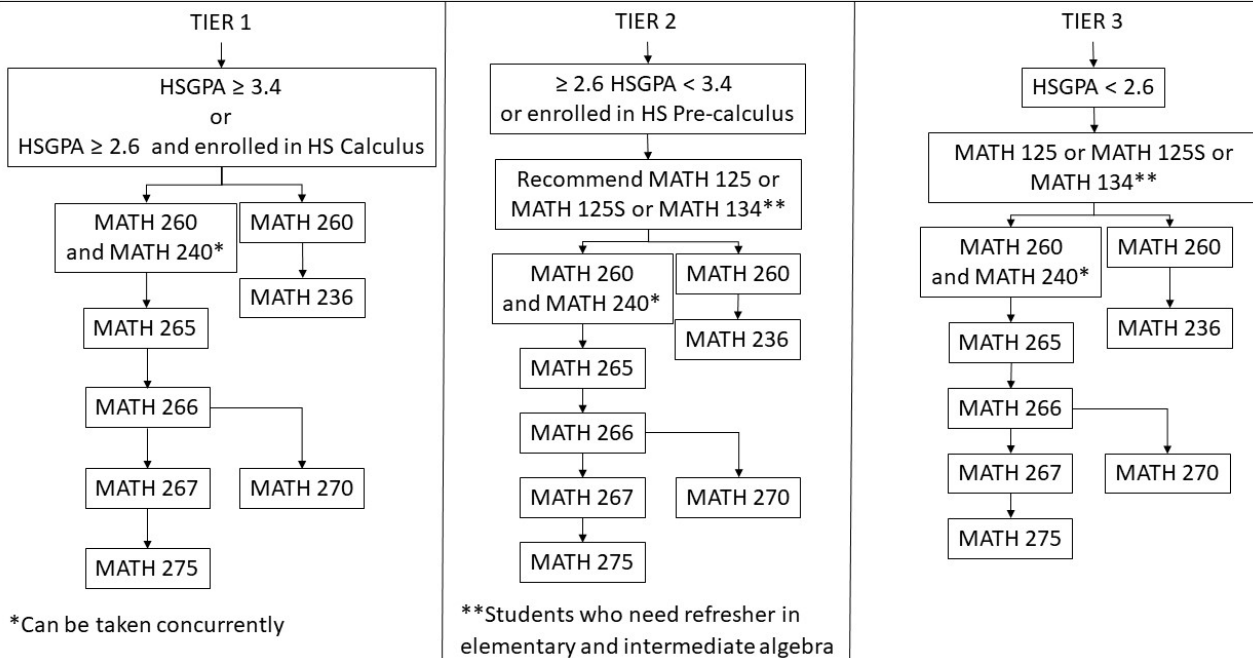 TIER 1
HSGPA ≥ 3.4
or
HSGPA ≥ 2.6 and enrolled in HS Calculus
MATH 260
and MATH 240*
MATH 260
MATH 236
MATH 265
MATH 266
MATH 267
MATH 270
MATH 275
*Can be taken concurrently
TIER 2
≥ 2.6 HSGPA < 3.4
or enrolled in HS Pre-calculus
Recommend MATH 125 or
MATH 125S or MATH 134**
MATH 260
and MATH 240*
MATH 260
MATH 236
MATH 265
MATH 266
MATH 267
MATH 270
MATH 275
**Students who need refresher in
elementary and intermediate algebra
TIER 3
HSGPA < 2.6
MATH 125 or MATH 125S or
MATH 134**
MATH 260
and MATH 240*
MATH 260
MATH 236
MATH 265
MATH 266
MATH 267
MATH 270
MATH 275